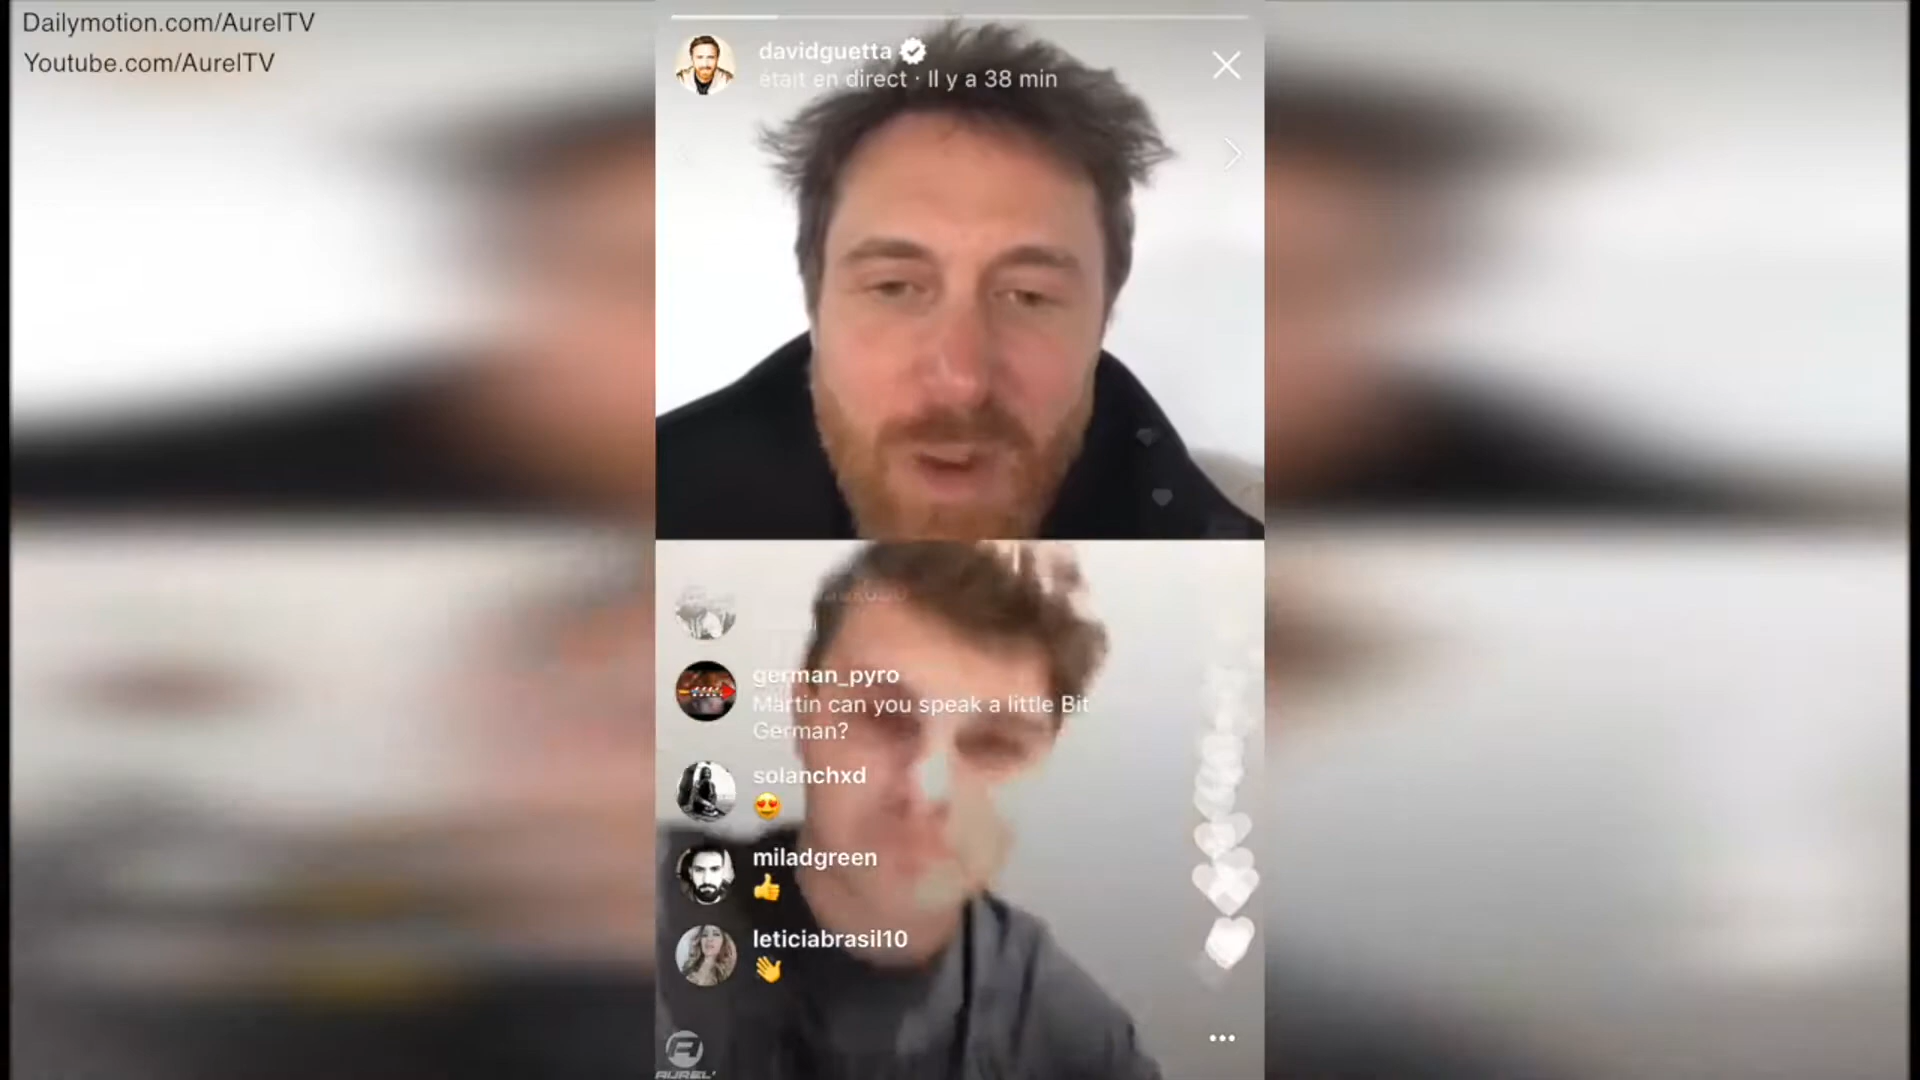 Dailymotion.com/AurelTV
Youtube.com/AurelTV
davidguetta
était en direct · Il y a 38 min
german_pyro
Martin can you speak a little Bit
German?
solanchxd
😍
miladgreen
👍
leticiabrasil10
👋
AUREL'